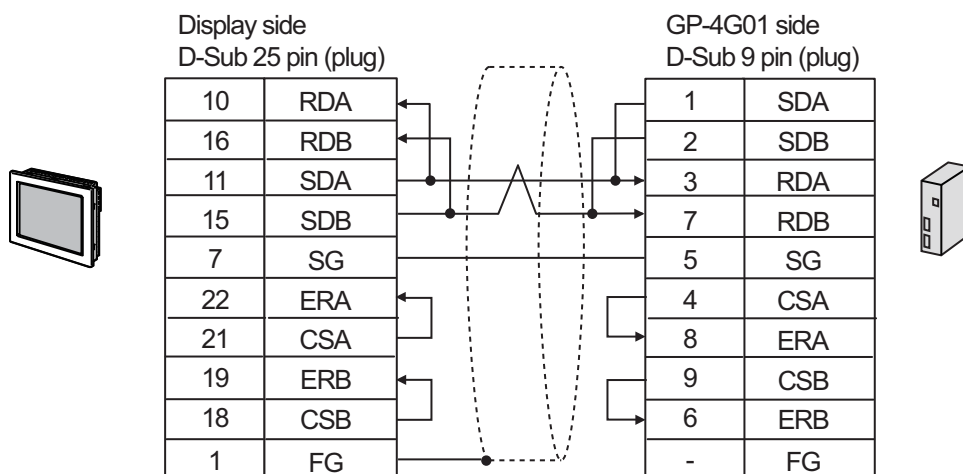 Display side
D-Sub 25 pin (plug)
GP-4G01 side
D-Sub 9 pin (plug)
10 RDA 1 SDA
16 RDB 2 SDB
11 SDA 3 RDA
15 SDB 7 RDB
7 SG 5 SG
22 ERA 4 CSA
21 CSA 8 ERA
19 ERB 9 CSB
18 CSB 6 ERB
1 FG - FG